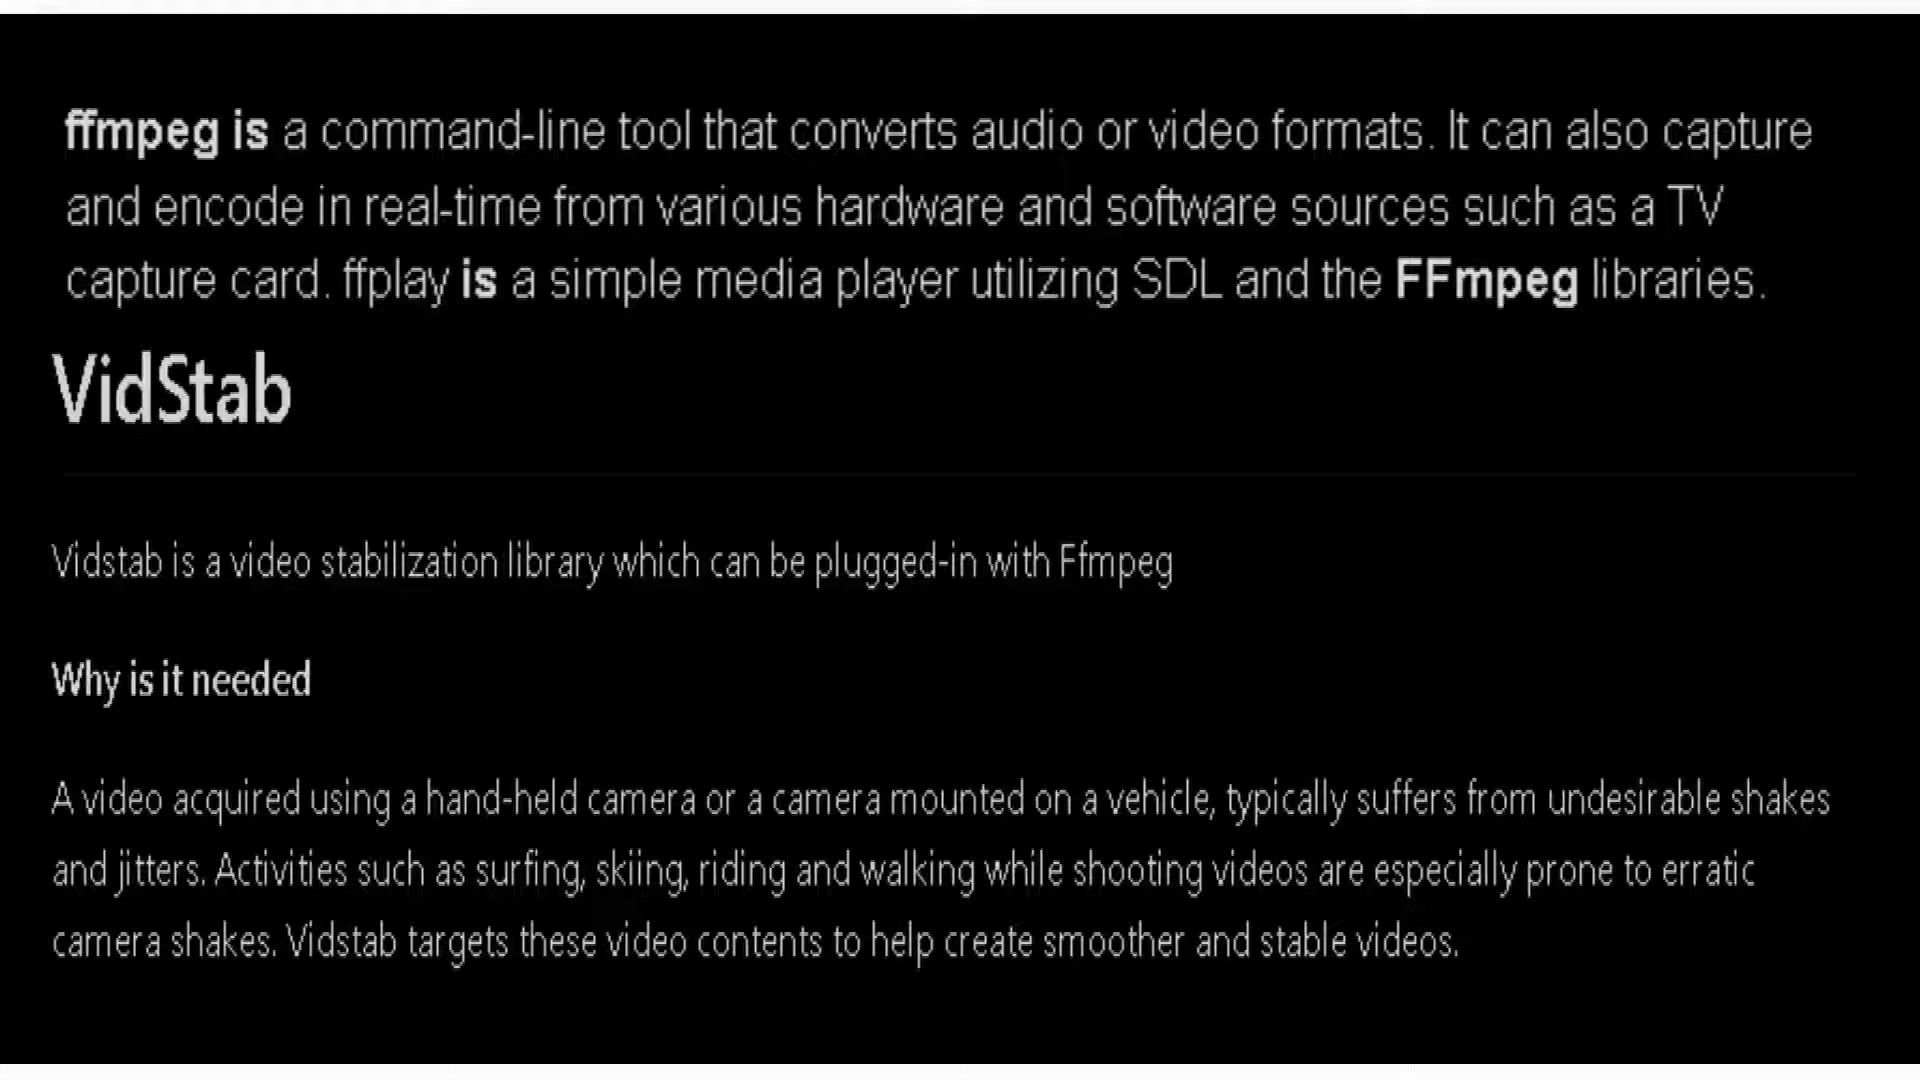 ffmpeg is a command-line tool that converts audio or video formats. It can also capture
and encode in real-time from various hardware and software sources such as a TV
capture card. ffplay is a simple media player utilizing SDL and the FFmpeg libraries.
VidStab
Vidstab is a video stabilization library which can be plugged-in with Ffmpeg
Why is it needed
A video acquired using a hand-held camera or a camera mounted on a vehicle, typically suffers from undesirable shakes
and jitters. Activities such as surfing, skiing, riding and walking while shooting videos are especially prone to erratic
camera shakes. Vidstab targets these video contents to help create smoother and stable videos.